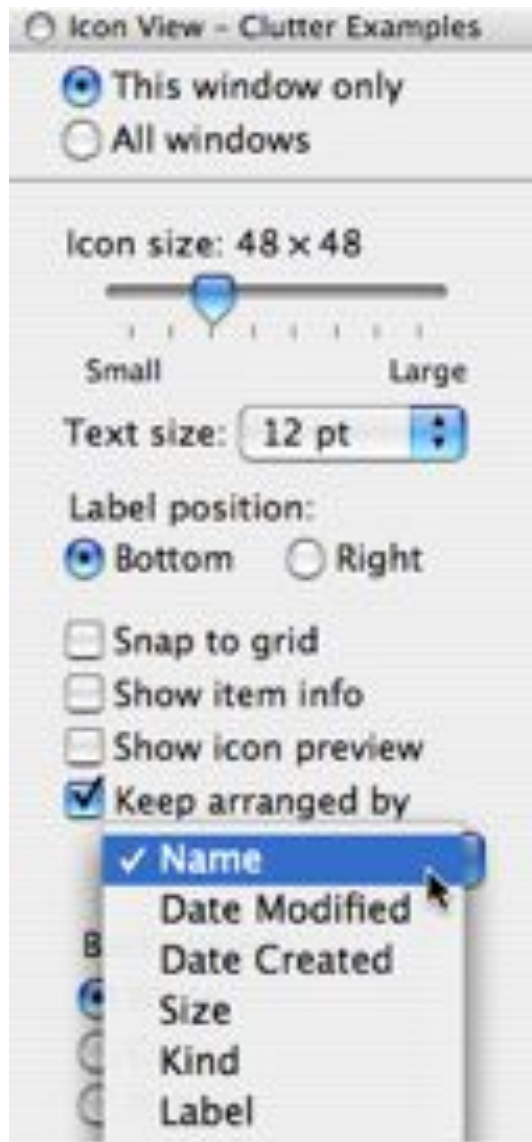 Icon View – Clutter Examples
This window only
All windows
Icon size: 48 × 48
Small Large
Text size: 12 pt
Label position:
Bottom Right
Snap to grid
Show item info
Show icon preview
Keep arranged by
✓ Name
Date Modified
Date Created
Size
Kind
Label